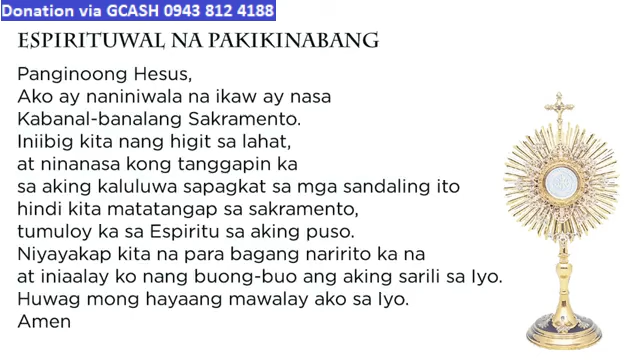 Donation via GCASH 0943 812 4188
ESPIRITUWAL NA PAKIKINABANG
Panginoong Hesus,
Ako ay naniniwala na ikaw ay nasa
Kabanal-banalang Sakramento.
Iniibig kita nang higit sa lahat,
at ninanasa kong tanggapin ka
sa aking kaluluwa sapagkat sa mga sandaling ito
hindi kita matatangap sa sakramento,
tumuloy ka sa Espiritu sa aking puso.
Niyayakap kita na para bagang naririto ka na
at iniaalay ko nang buong-buo ang aking sarili sa Iyo.
Huwag mong hayaang mawalay ako sa Iyo.
Amen